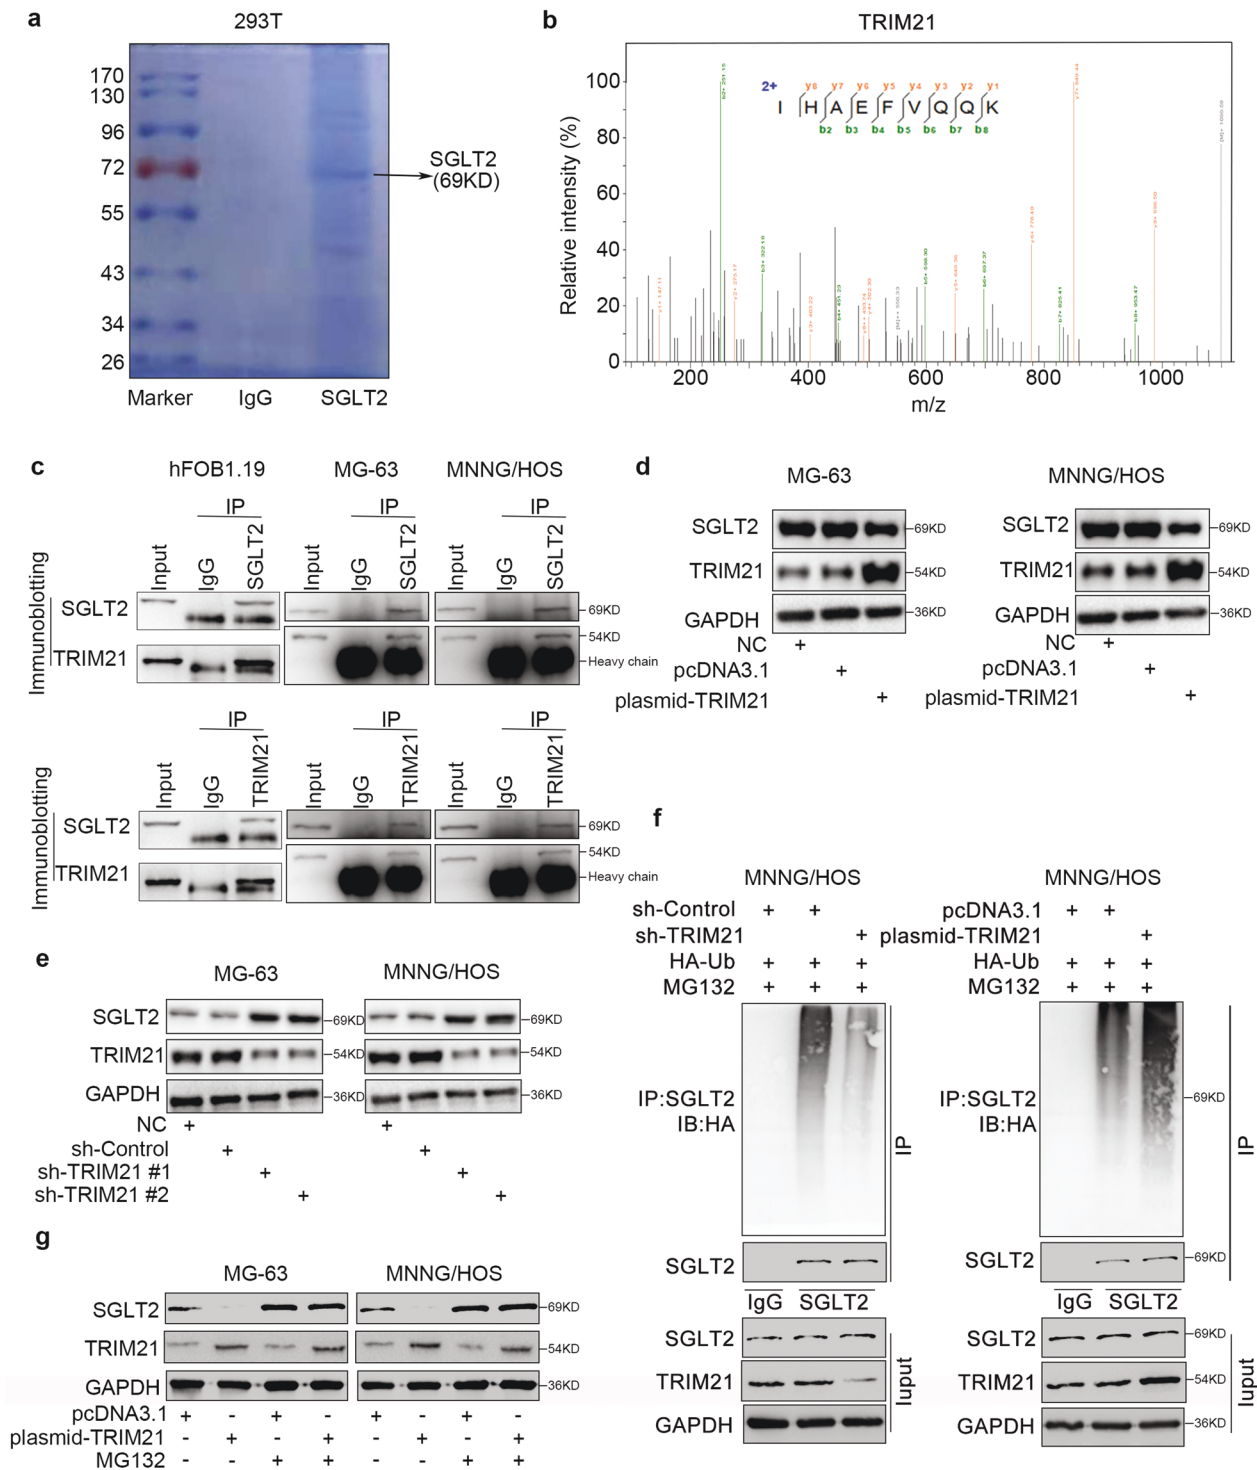 a
293T
170
130
96
72
55
43
34
26
SGLT2
(69KD)
Marker IgG SGLT2
b
TRIM21
Relative intensity (%)
100
80
60
40
20
0
2+
y8 y7 y6 y5 y4 y3 y2 y1
I H A E F V Q Q K
b2 b3 b4 b5 b6 b7 b8
200 400 600 800 1000
m/z
c
hFOB1.19 MG-63 MNNG/HOS
IP IP IP
Input IgG SGLT2 Input IgG SGLT2 Input IgG SGLT2
Immunoblotting
SGLT2 69KD
54KD
TRIM21 Heavy chain
IP IP IP
Input IgG TRIM21 Input IgG TRIM21 Input IgG TRIM21
Immunoblotting
SGLT2 69KD
54KD
TRIM21 Heavy chain
d
MG-63 MNNG/HOS
SGLT2 69KD SGLT2 69KD
TRIM21 54KD TRIM21 54KD
GAPDH 36KD GAPDH 36KD
NC + NC +
pcDNA3.1 + pcDNA3.1 +
plasmid-TRIM21 + plasmid-TRIM21 +
e
MG-63 MNNG/HOS
SGLT2 69KD 69KD
TRIM21 54KD 54KD
GAPDH 36KD 36KD
NC + +
sh-Control + +
sh-TRIM21 #1 + +
sh-TRIM21 #2 + +
f
MNNG/HOS MNNG/HOS
sh-Control + + pcDNA3.1 + +
sh-TRIM21 + plasmid-TRIM21 +
HA-Ub + + + HA-Ub + + +
MG132 + + + MG132 + + +
IP:SGLT2
IB:HA
IP
IP:SGLT2
IB:HA
69KD
IP
SGLT2 SGLT2 69KD
IgG SGLT2 IgG SGLT2
SGLT2 SGLT2 69KD
TRIM21 TRIM21 54KD
GAPDH GAPDH 36KD
Iuput Iuput
g
MG-63 MNNG/HOS
SGLT2 69KD
TRIM21 54KD
GAPDH 36KD
pcDNA3.1 + - + - + - + -
plasmid-TRIM21 - + - + - + - +
MG132 - - + + - - + +